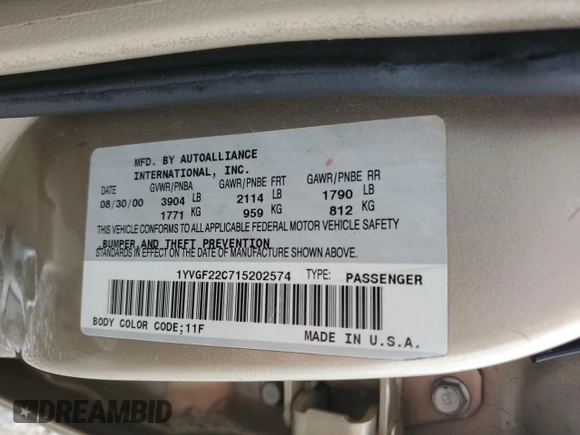 MFD. BY AUTOALLIANCE
INTERNATIONAL, INC.
DATE GVWR/PNBA GAWR/PNBE FRT GAWR/PNBE RR
08/30/00 3904 LB 2114 LB 1790 LB
1771 KG 959 KG 812 KG
THIS VEHICLE CONFORMS TO ALL APPLICABLE FEDERAL MOTOR VEHICLE SAFETY
BUMPER AND THEFT PREVENTION
STANDARDS IN EFFECT ON THE DATE OF MANUFACTURE SHOWN ABOVE.
1YVGF22C715202574 TYPE: PASSENGER
BODY COLOR CODE;11F
MADE IN U.S.A.
DREAMBID